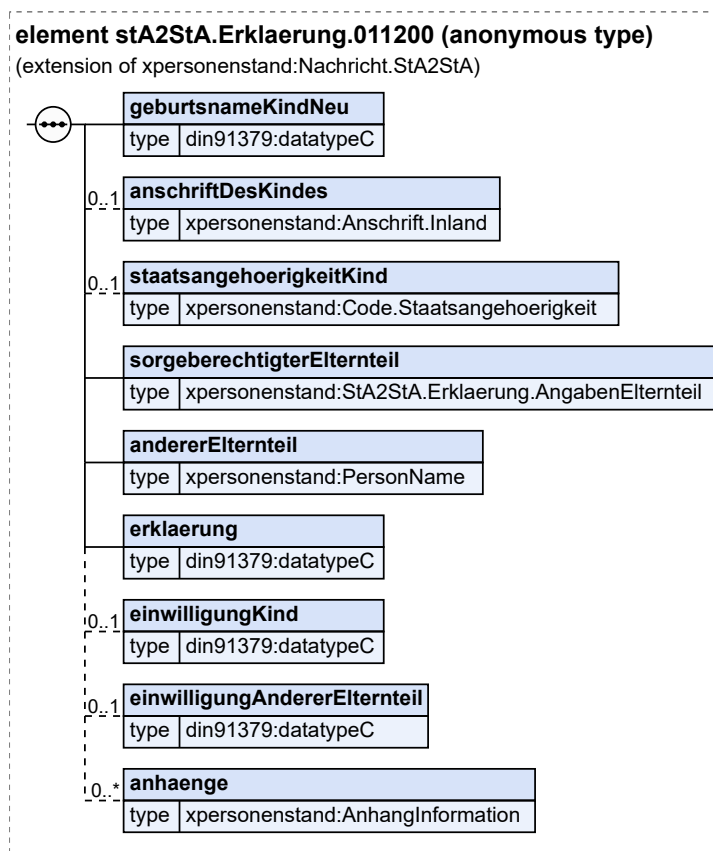 element stA2StA.Erklaerung.011200 (anonymous type)
(extension of xpersonenstand:Nachricht.StA2StA)
geburtsnameKindNeu
type din91379:datatypeC
0..1 anschriftDesKindes
type xpersonenstand:Anschrift.Inland
0..1 staatsangehoerigkeitKind
type xpersonenstand:Code.Staatsangehoerigkeit
sorgeberechtigterElternteil
type xpersonenstand:StA2StA.Erklaerung.AngabenElternteil
andererElternteil
type xpersonenstand:PersonName
erklaerung
type din91379:datatypeC
0..1 einwilligungKind
type din91379:datatypeC
0..1 einwilligungAndererElternteil
type din91379:datatypeC
0..* anhaenge
type xpersonenstand:AnhangInformation